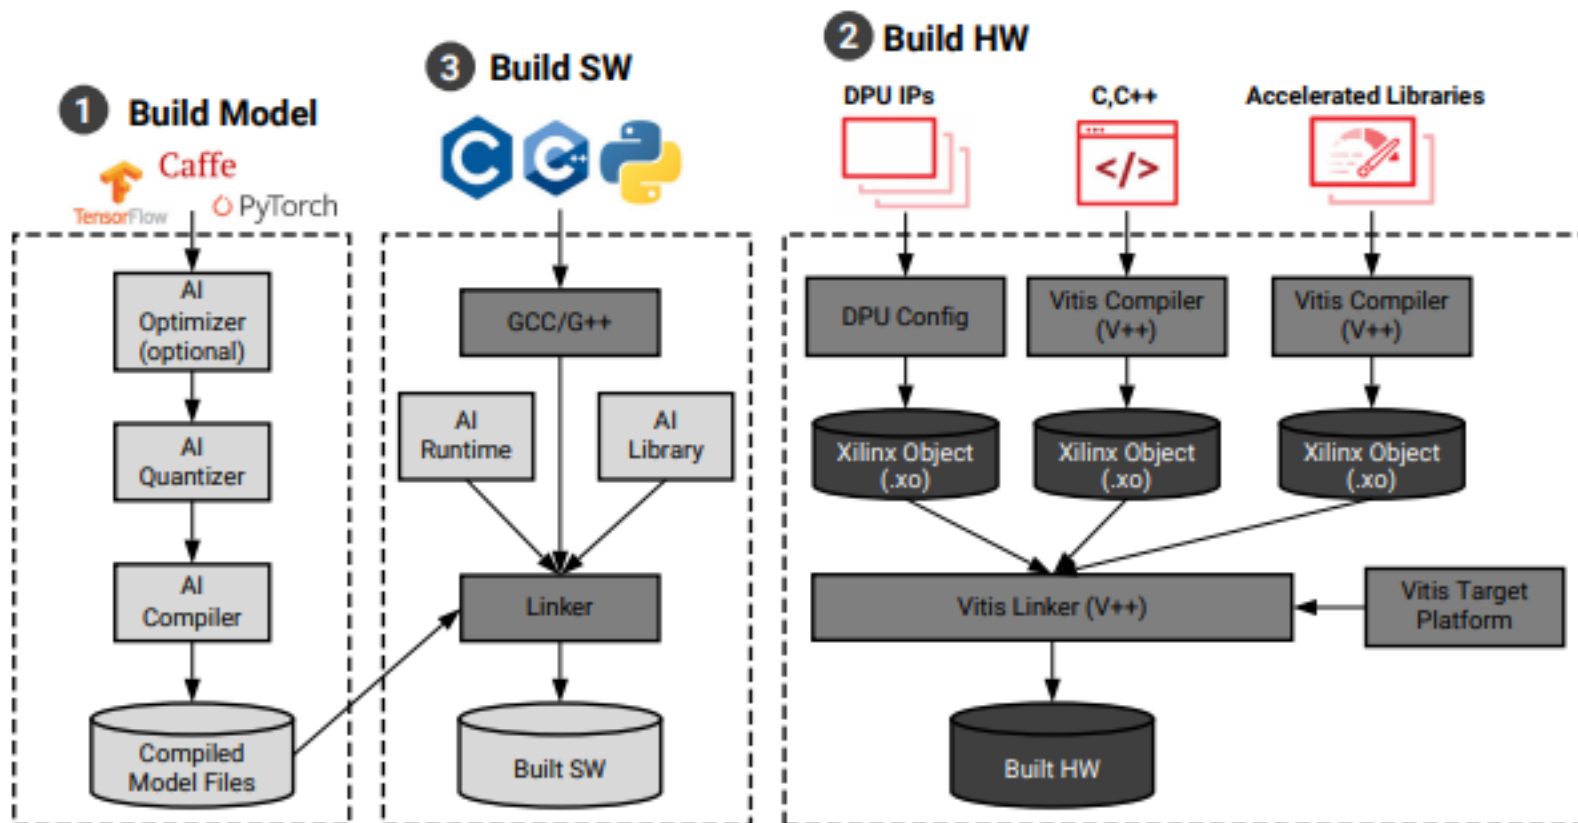 1 Build Model
TensorFlow
Caffe
PyTorch
AI
Optimizer
(optional)
AI
Quantizer
AI
Compiler
Compiled
Model Files
3 Build SW
C
C++
GCC/G++
AI
Runtime
AI
Library
Linker
Built SW
2 Build HW
DPU IPs
C,C++
</>
Accelerated Libraries
DPU Config
Vitis Compiler
(V++)
Vitis Compiler
(V++)
Xilinx Object
(.xo)
Xilinx Object
(.xo)
Xilinx Object
(.xo)
Vitis Linker (V++)
Vitis Target
Platform
Built HW